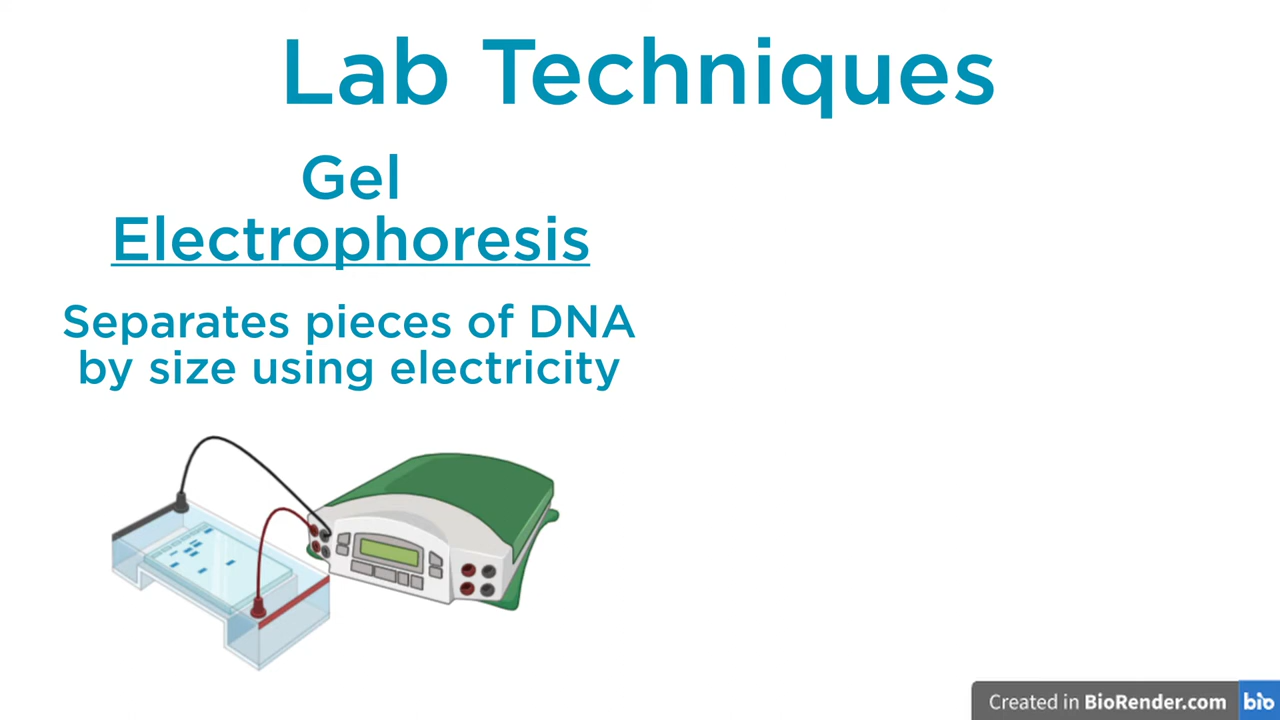 Lab Techniques
Gel
Electrophoresis
Separates pieces of DNA
by size using electricity
Created in BioRender.com bio